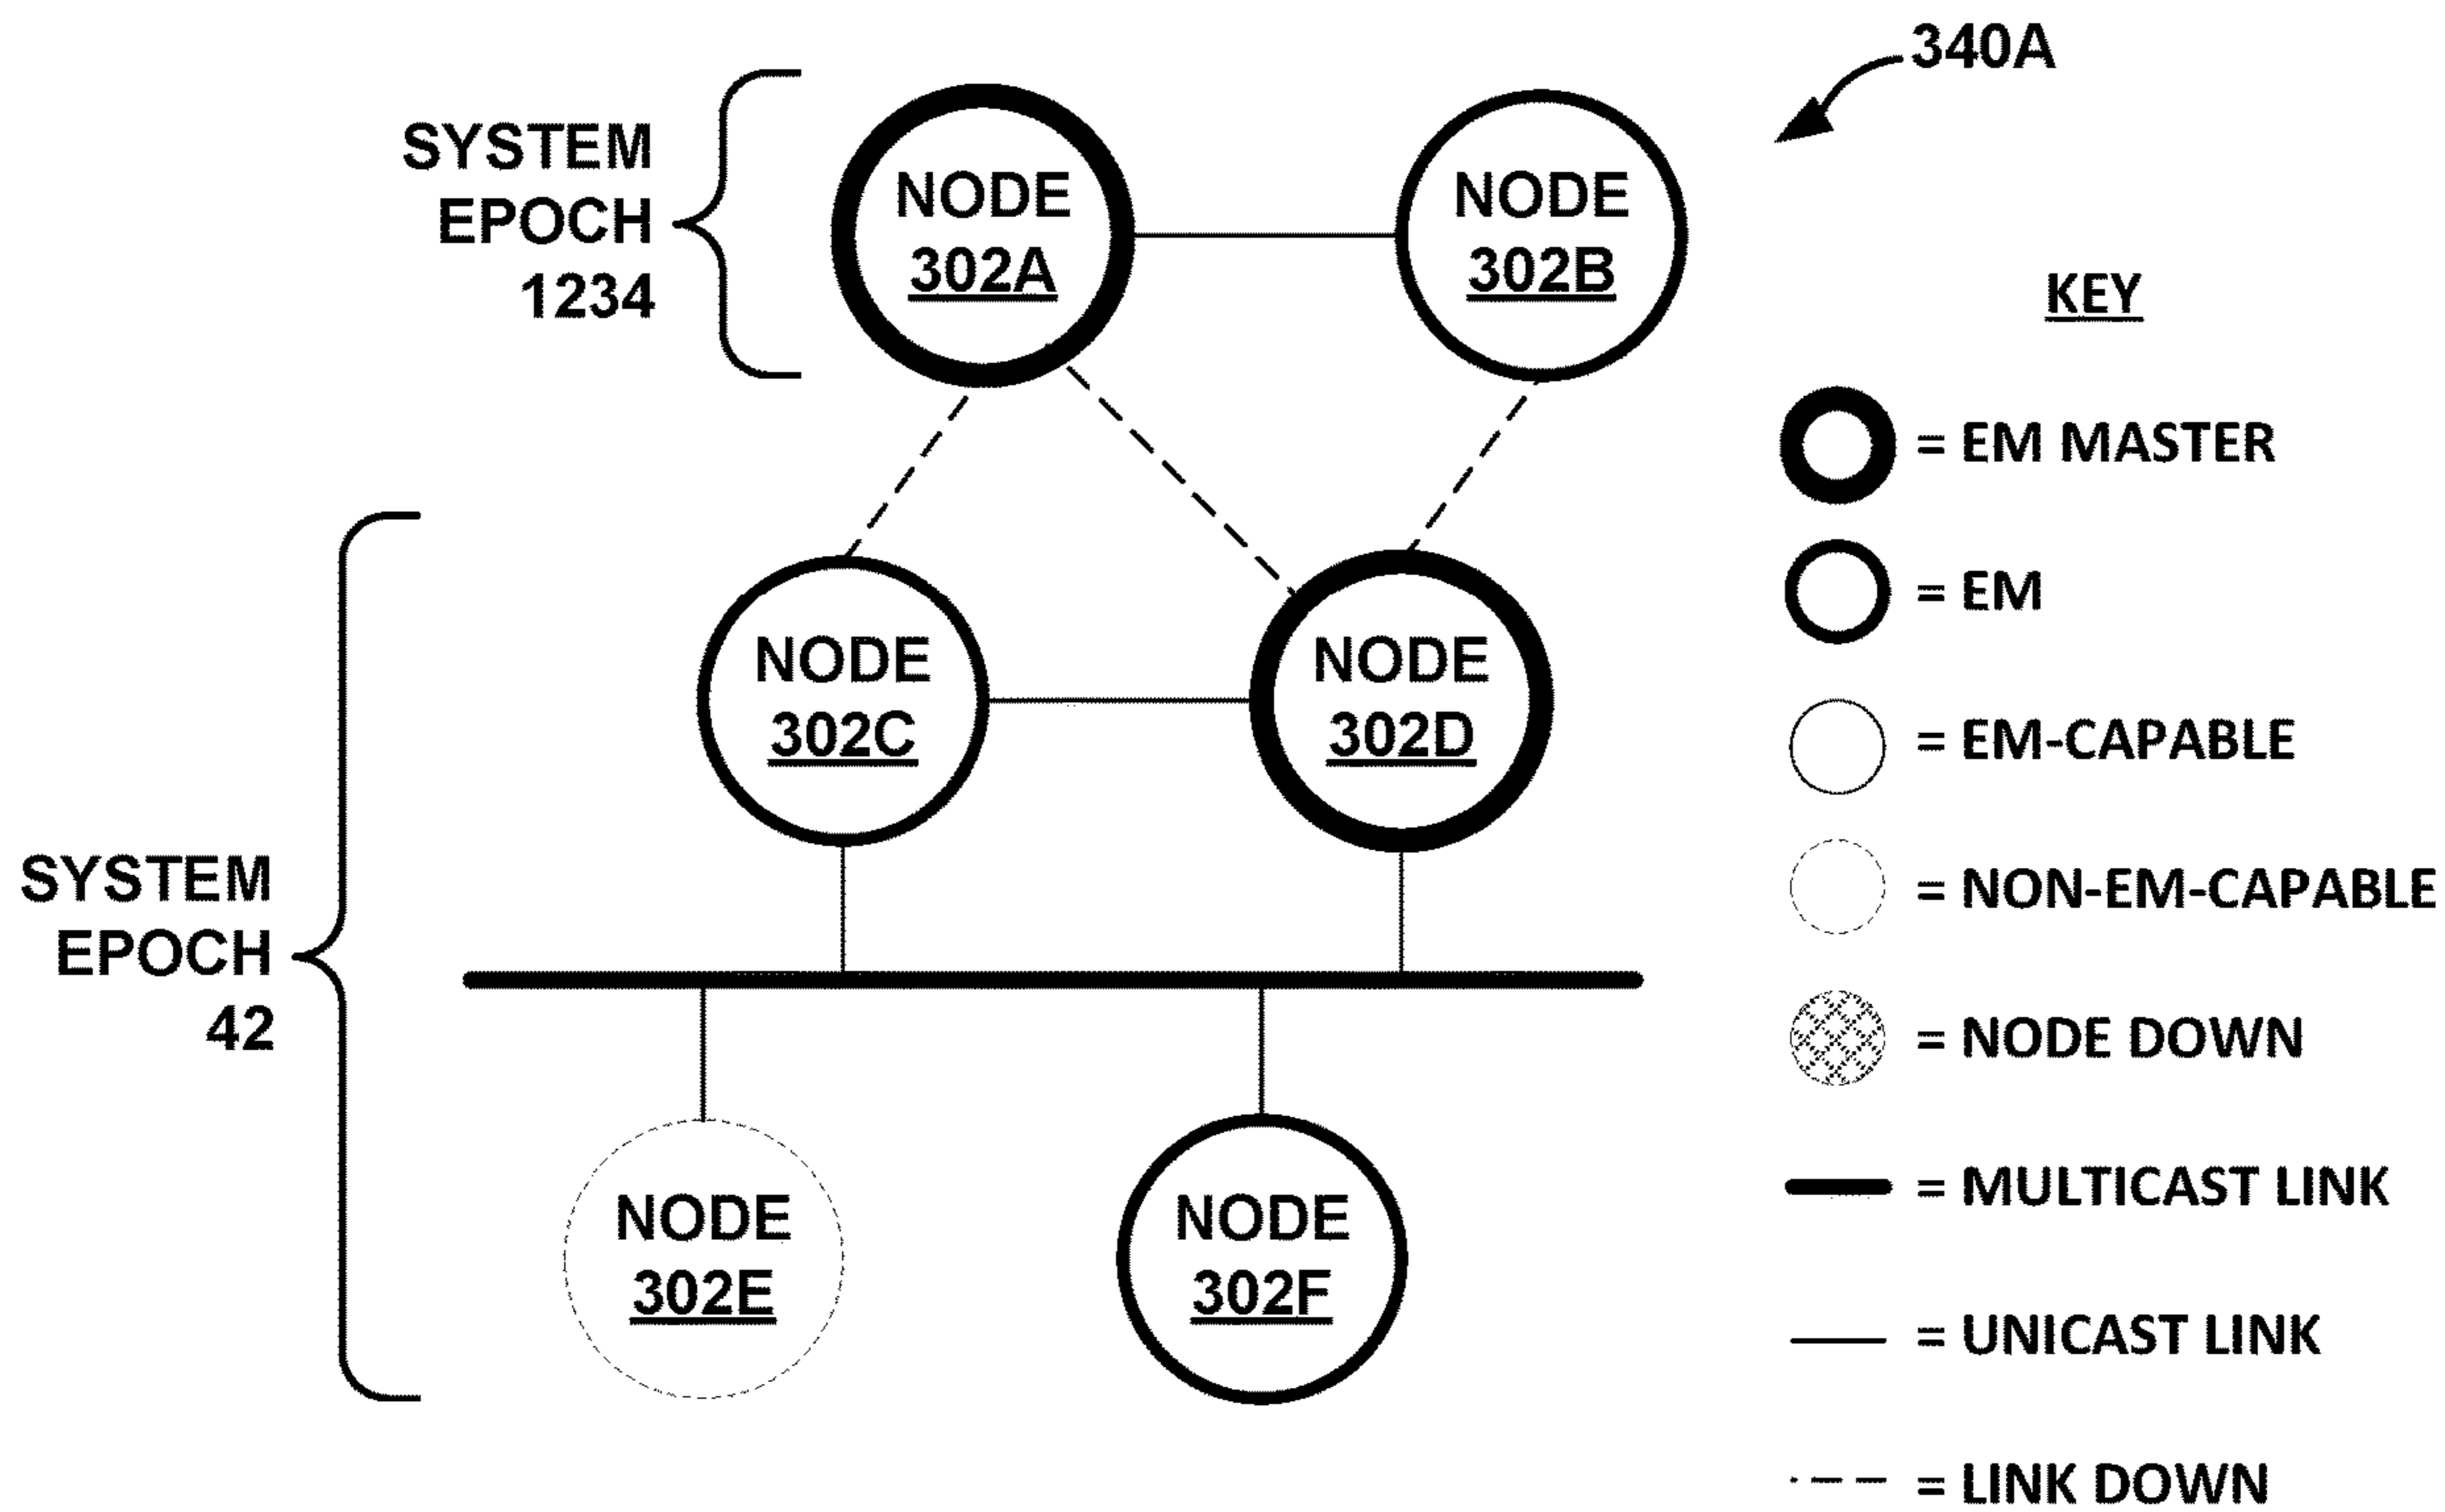 340A
SYSTEM
EPOCH
1234
NODE
302A
NODE
302B
NODE
302C
NODE
302D
SYSTEM
EPOCH
42
NODE
302E
NODE
302F
KEY
= EM MASTER
= EM
= EM-CAPABLE
= NON-EM-CAPABLE
= NODE DOWN
= MULTICAST LINK
= UNICAST LINK
= LINK DOWN